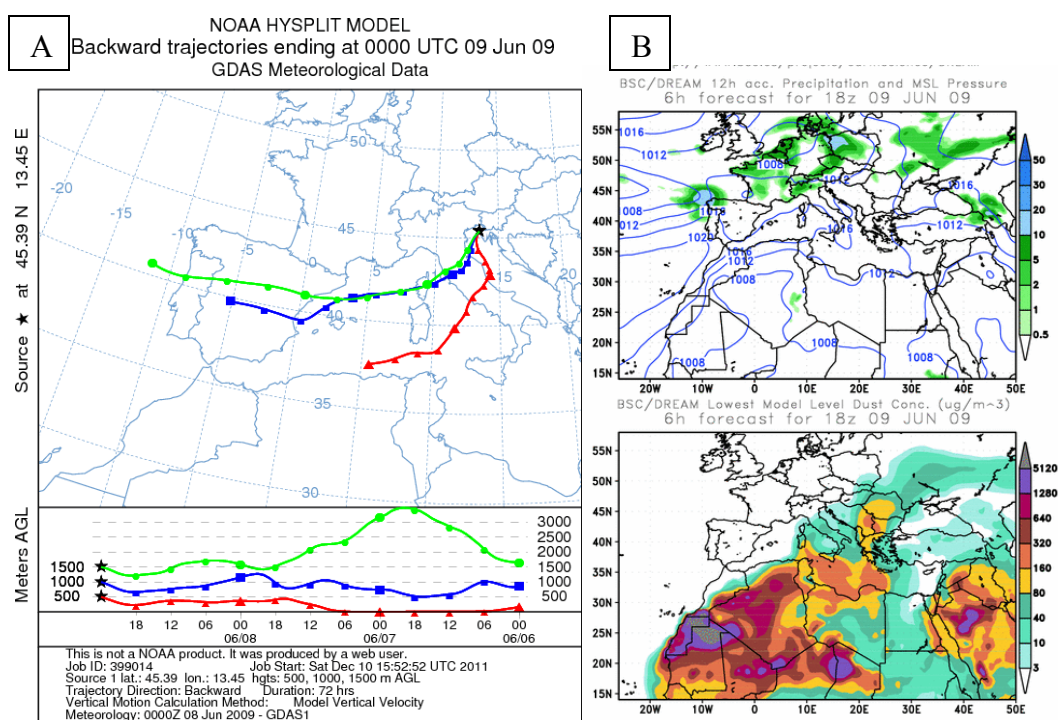 A
NOAA HYSPLIT MODEL
Backward trajectories ending at 0000 UTC 09 Jun 09
GDAS Meteorological Data
Source ★ at 45.39 N 13.45 E
-20
-15
-10
-5
0
5
15
20
50
45
40
35
30
Meters AGL
1500
1000
500
3000
2500
2000
1500
1000
500
18 12 06 00 18 12 06 00 18 12 06 00
06/08 06/07 06/06
This is not a NOAA product. It was produced by a web user.
Job ID: 399014 Job Start: Sat Dec 10 15:52:52 UTC 2011
Source 1 lat.: 45.39 lon.: 13.45 hgts: 500, 1000, 1500 m AGL
Trajectory Direction: Backward Duration: 72 hrs
Vertical Motion Calculation Method: Model Vertical Velocity
Meteorology: 0000Z 08 Jun 2009 - GDAS1
B
BSC/DREAM 12h acc. Precipitation and MSL Pressure
6h forecast for 18z 09 JUN 09
55N
50N
45N
40N
35N
30N
25N
20N
15N
1016
1012
1008
1012
1016
1008
1012
1016
1020
1016
1012
1008
1016
1012
1012
1008
1008
1008
20W 10W 0 10E 20E 30E 40E 50E
50
30
20
10
5
2
1
0.5
BSC/DREAM Lowest Model Level Dust Conc. (ug/m^3)
6h forecast for 18z 09 JUN 09
55N
50N
45N
40N
35N
30N
25N
20N
15N
20W 10W 0 10E 20E 30E 40E 50E
5120
1280
640
320
160
80
40
10
3